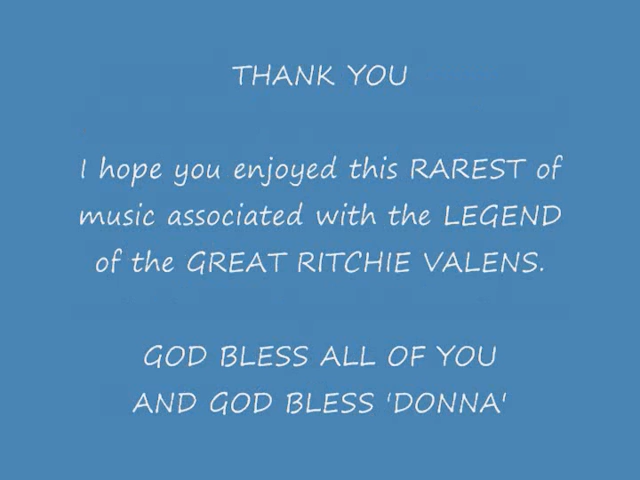 THANK YOU
I hope you enjoyed this RAREST of
music associated with the LEGEND
of the GREAT RITCHIE VALENS.
GOD BLESS ALL OF YOU
AND GOD BLESS 'DONNA'